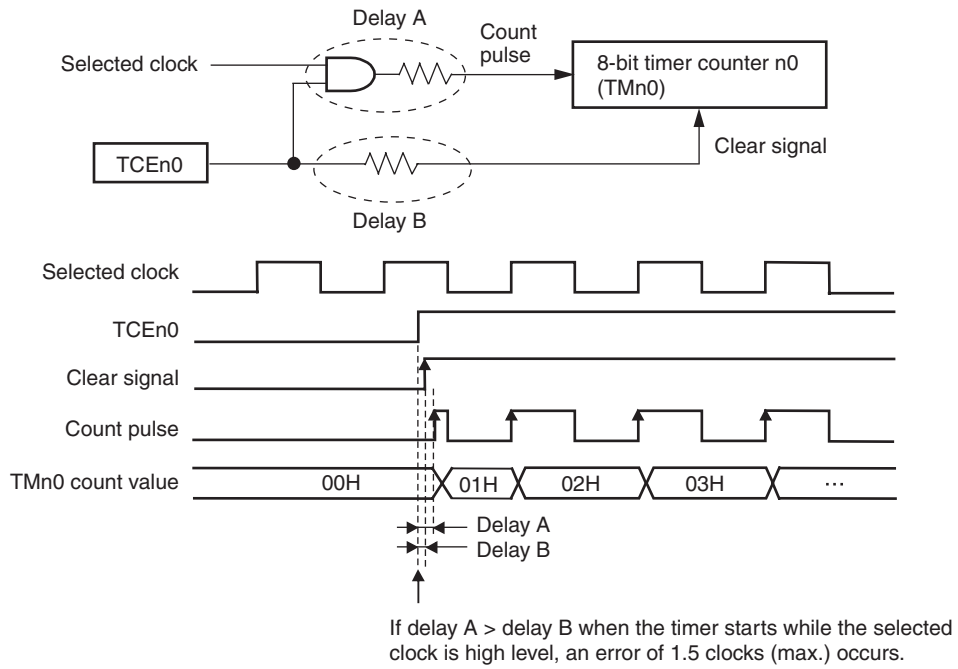 Delay A
Count
pulse
Selected clock
8-bit timer counter n0
(TMn0)
Clear signal
TCEn0
Delay B
Selected clock
TCEn0
Clear signal
Count pulse
TMn0 count value
00H
01H
02H
03H
...
Delay A
Delay B
If delay A > delay B when the timer starts while the selected
clock is high level, an error of 1.5 clocks (max.) occurs.